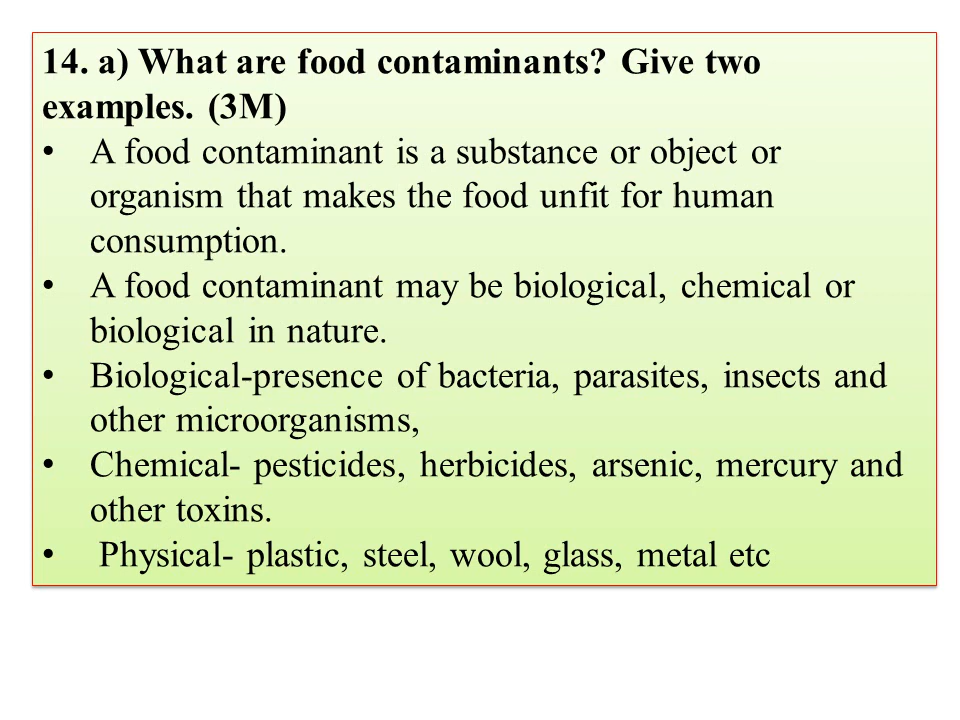 14. a) What are food contaminants? Give two
examples. (3M)
• A food contaminant is a substance or object or
organism that makes the food unfit for human
consumption.
• A food contaminant may be biological, chemical or
biological in nature.
• Biological-presence of bacteria, parasites, insects and
other microorganisms,
• Chemical- pesticides, herbicides, arsenic, mercury and
other toxins.
• Physical- plastic, steel, wool, glass, metal etc